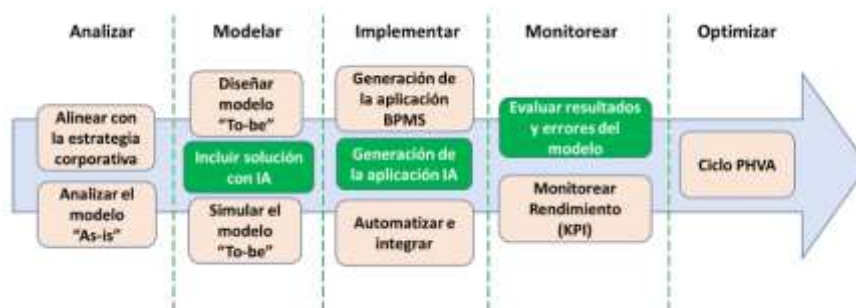 Analizar
Modelar
Implementar
Monitorear
Optimizar
Alinear con
la estrategia
corporativa
Analizar el
modelo
"As-is"
Diseñar
modelo
"To-be"
Incluir solución
con IA
Simular el
modelo
"To-be"
Generación de
la aplicación
BPMS
Generación de
la aplicación IA
Automatizar e
integrar
Evaluar resultados
y errores del
modelo
Monitorear
Rendimiento
(KPI)
Ciclo PHVA